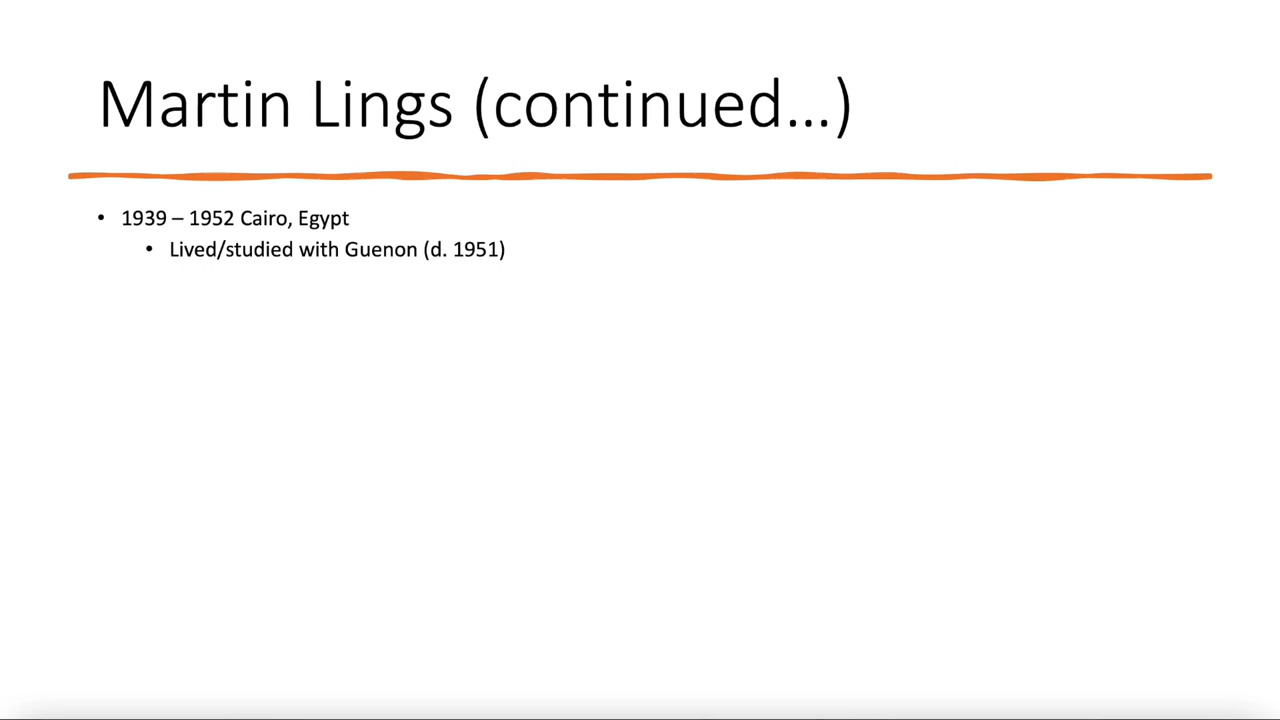 Martin Lings (continued…)
• 1939 – 1952 Cairo, Egypt
• Lived/studied with Guenon (d. 1951)